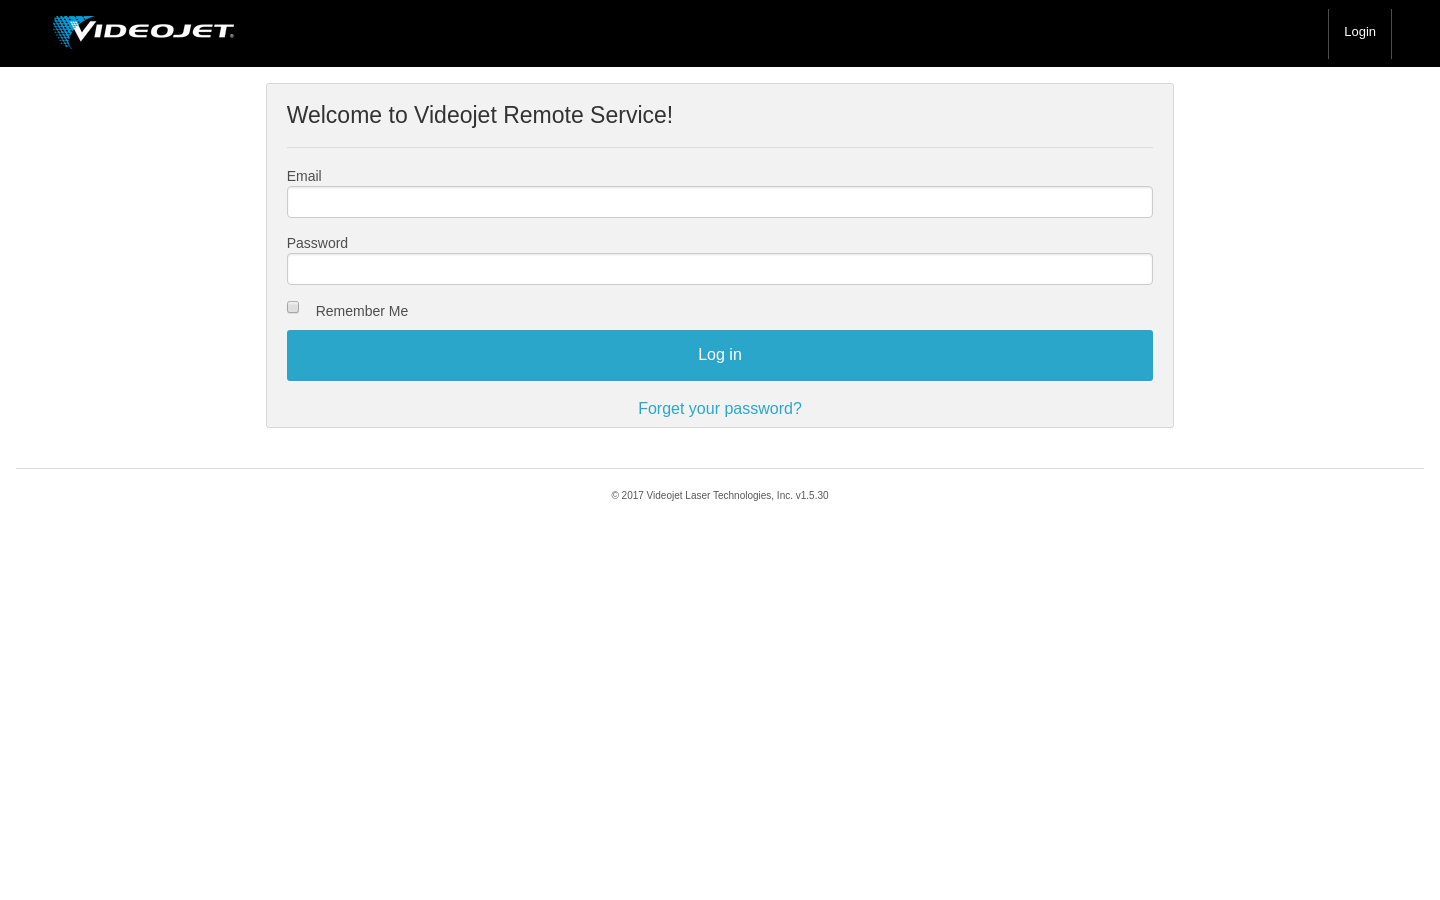 VIDEOJET
Login
Welcome to Videojet Remote Service!
Email
Password
Remember Me
Log in
Forget your password?
© 2017 Videojet Laser Technologies, Inc. v1.5.30